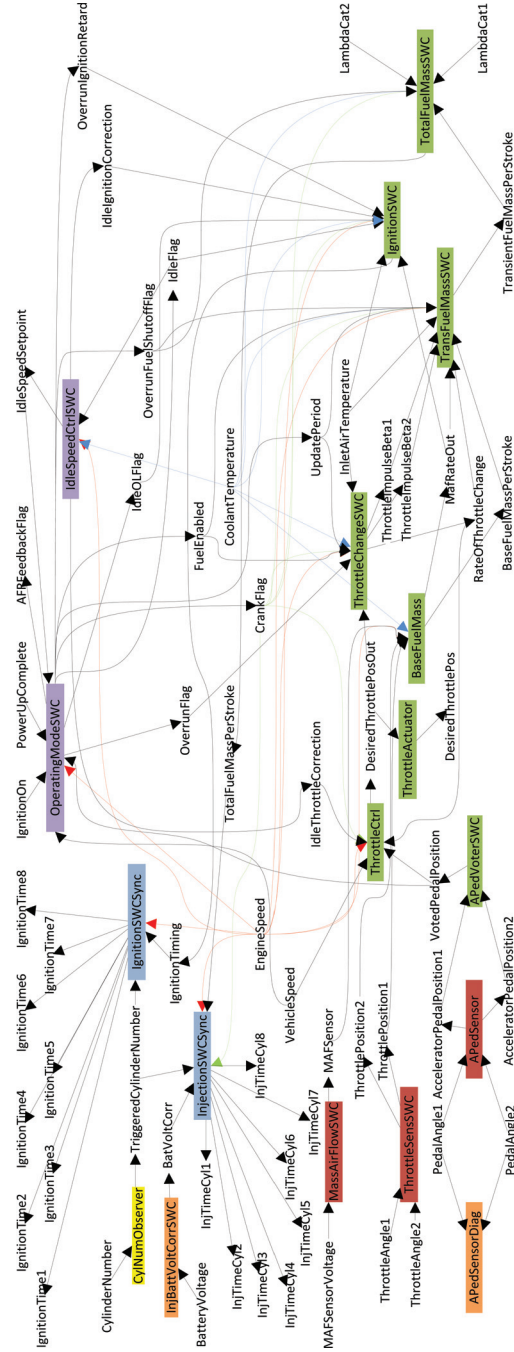 IgnitionTime1
IgnitionTime2
IgnitionTime3
IgnitionTime4
IgnitionTime5
IgnitionTime6
IgnitionTime7
IgnitionTime8
IgnitionOn
PowerUpComplete
AFRFeedbackFlag
IdleSpeedSetpoint
OverrunIgnitionRetard
LambdaCat2
CylinderNumber
CylNumObserver
TriggeredCylinderNumber
IgnitionSWCSync
OperatingModeSWC
IdleSpeedCtrlSWC
IdleIgnitionCorrection
TotalFuelMassSWC
LambdaCat1
InjBattVoltCorrSWC
BatVoltCorr
IgnitionTiming
OverrunFlag
IdleOLFlag
OverrunFuelShutoffFlag
IdleFlag
BatteryVoltage
InjTimeCyl1
InjectionSWCSync
TotalFuelMassPerStroke
CrankFlag
FuelEnabled
CoolantTemperature
IgnitionSWC
InjTimeCyl2
InjTimeCyl3
InjTimeCyl4
InjTimeCyl5
InjTimeCyl6
InjTimeCyl7
InjTimeCyl8
EngineSpeed
VehicleSpeed
IdleThrottleCorrection
UpdatePeriod
InletAirTemperature
TransFuelMassSWC
TransientFuelMassPerStroke
MAFSensorVoltage
MassAirFlowSWC
MAFSensor
DesiredThrottlePosOut
ThrottleChangeSWC
ThrottleImpulseBeta1
ThrottleImpulseBeta2
ThrottleAngle1
ThrottleAngle2
ThrottleSensSWC
ThrottlePosition2
ThrottlePosition1
ThrottleCtrl
ThrottleActuator
BaseFuelMass
MafRateOut
RateOfThrottleChange
DesiredThrottlePos
BaseFuelMassPerStroke
PedalAngle1
AcceleratorPedalPosition1
VotedPedalPosition
APedSensorDiag
APedSensor
APedVoterSWC
PedalAngle2
AcceleratorPedalPosition2